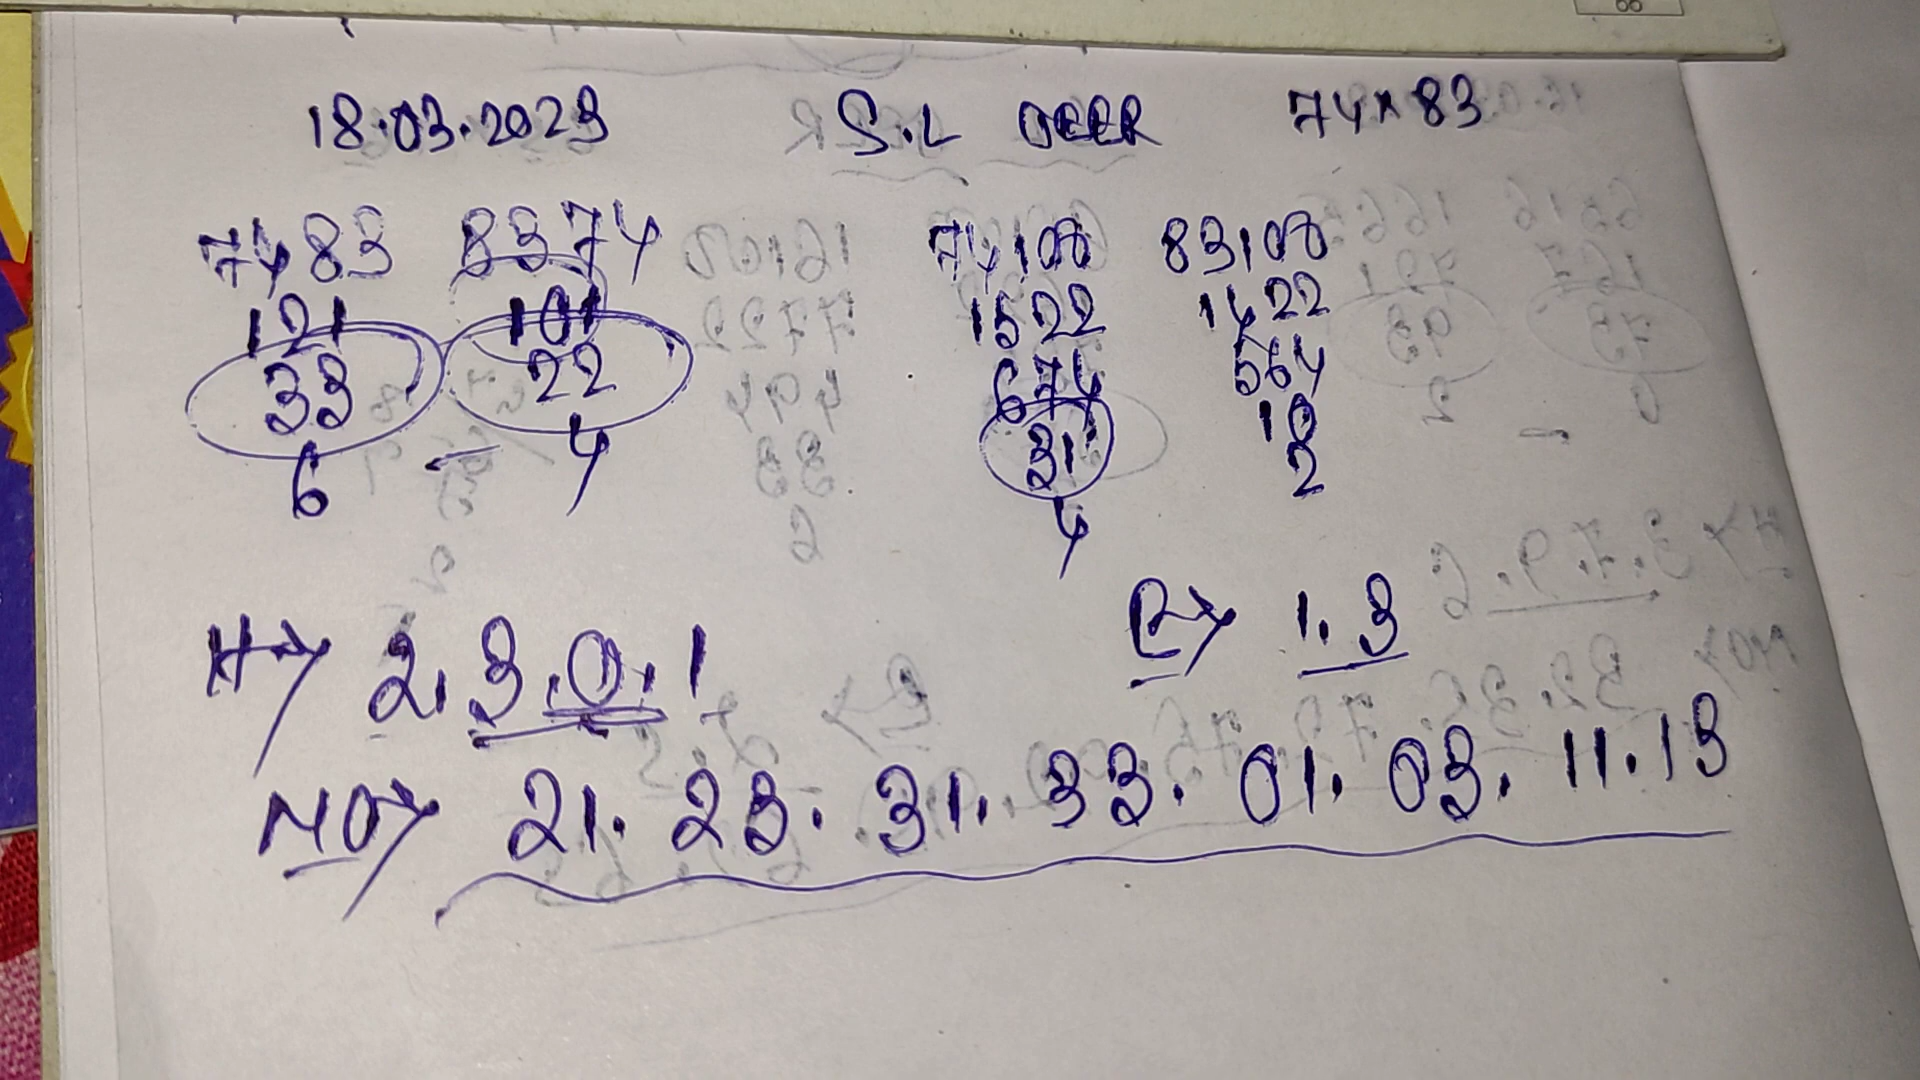 18.03.2023 S.L DEER 74×83
7483 8374 74108 83108
121 101 1522 1422
33 22 674 564
6 4 31 10
4 2
H→ 2.3.0.1 E→ 1.3
NO→ 21.23.31.33.01.03.11.13